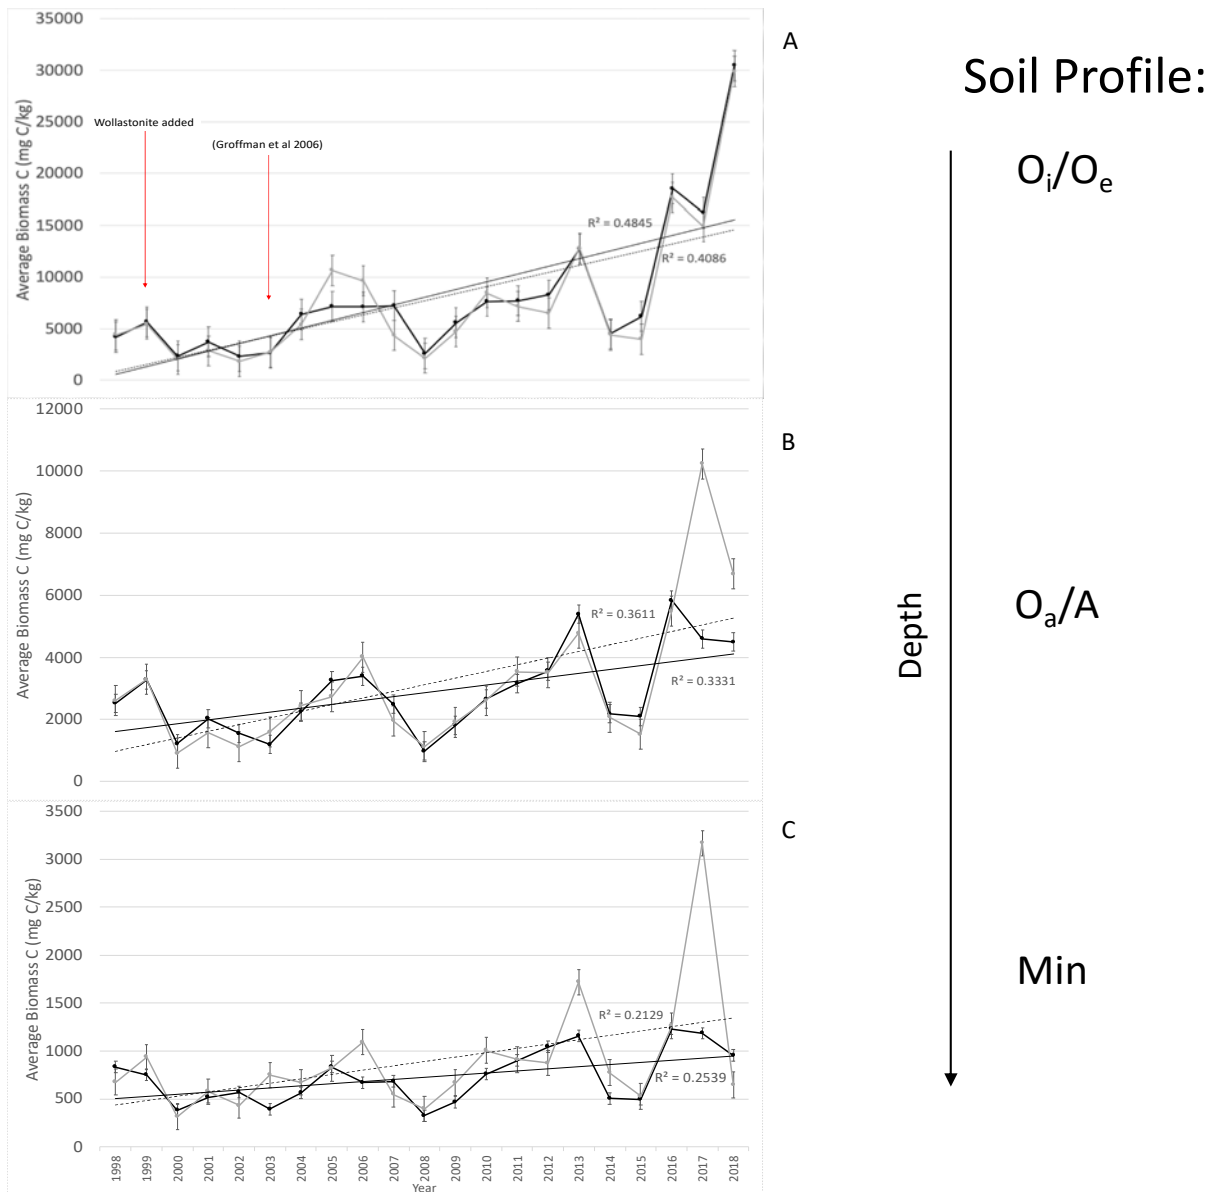 A
Soil Profile:
35000
30000
25000
20000
15000
10000
5000
0
Average Biomass C (mg C/kg)
Wollastonite added
(Groffman et al 2006)
R² = 0.4845
R² = 0.4086
Oi/Oe
B
12000
10000
8000
6000
4000
2000
0
Average Biomass C (mg C/kg)
R² = 0.3611
R² = 0.3331
Depth
Oa/A
C
3500
3000
2500
2000
1500
1000
500
0
Average Biomass C (mg C/kg)
R² = 0.2129
R² = 0.2539
Min
1998 1999 2000 2001 2002 2003 2004 2005 2006 2007 2008 2009 2010 2011 2012 2013 2014 2015 2016 2017 2018
Year